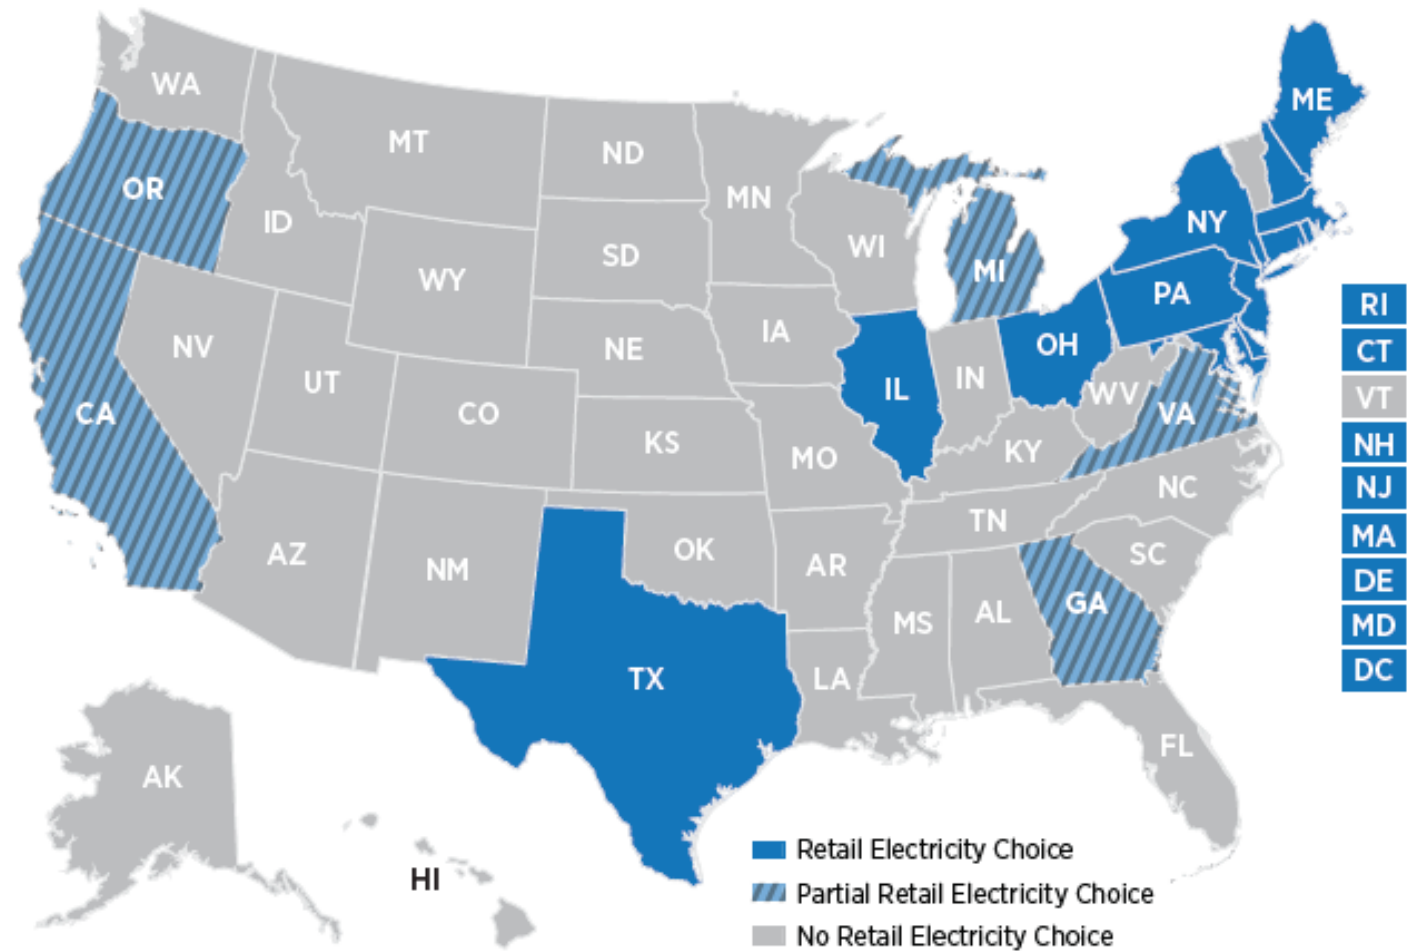 WA
MT
ND
MN
ME
OR
ID
SD
WI
MI
NY
WY
PA
RI
NV
UT
CO
NE
IA
IL
IN
OH
CT
CA
KS
MO
KY
WV
VA
VT
NH
NJ
AZ
NM
OK
AR
TN
NC
SC
MA
DE
MS
AL
GA
MD
TX
LA
FL
DC
AK
HI
Retail Electricity Choice
Partial Retail Electricity Choice
No Retail Electricity Choice